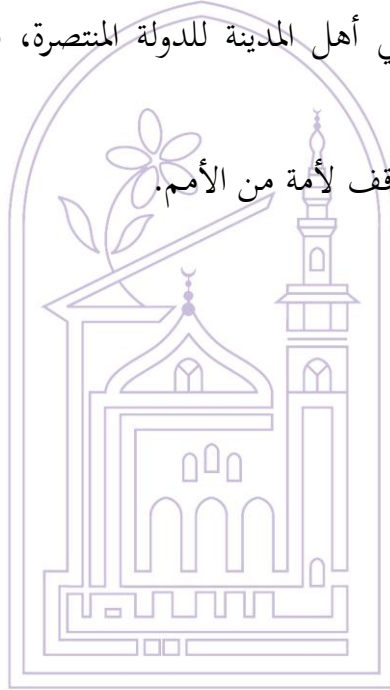 ي أهل المدينة للدولة المنتصرة،
قف لأمة من الأمم.